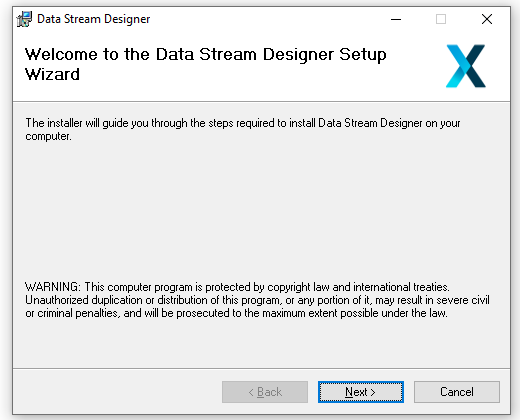 Data Stream Designer
Welcome to the Data Stream Designer Setup
Wizard
The installer will guide you through the steps required to install Data Stream Designer on your
computer.
WARNING: This computer program is protected by copyright law and international treaties.
Unauthorized duplication or distribution of this program, or any portion of it, may result in severe civil
or criminal penalties, and will be prosecuted to the maximum extent possible under the law.
< Back
Next >
Cancel